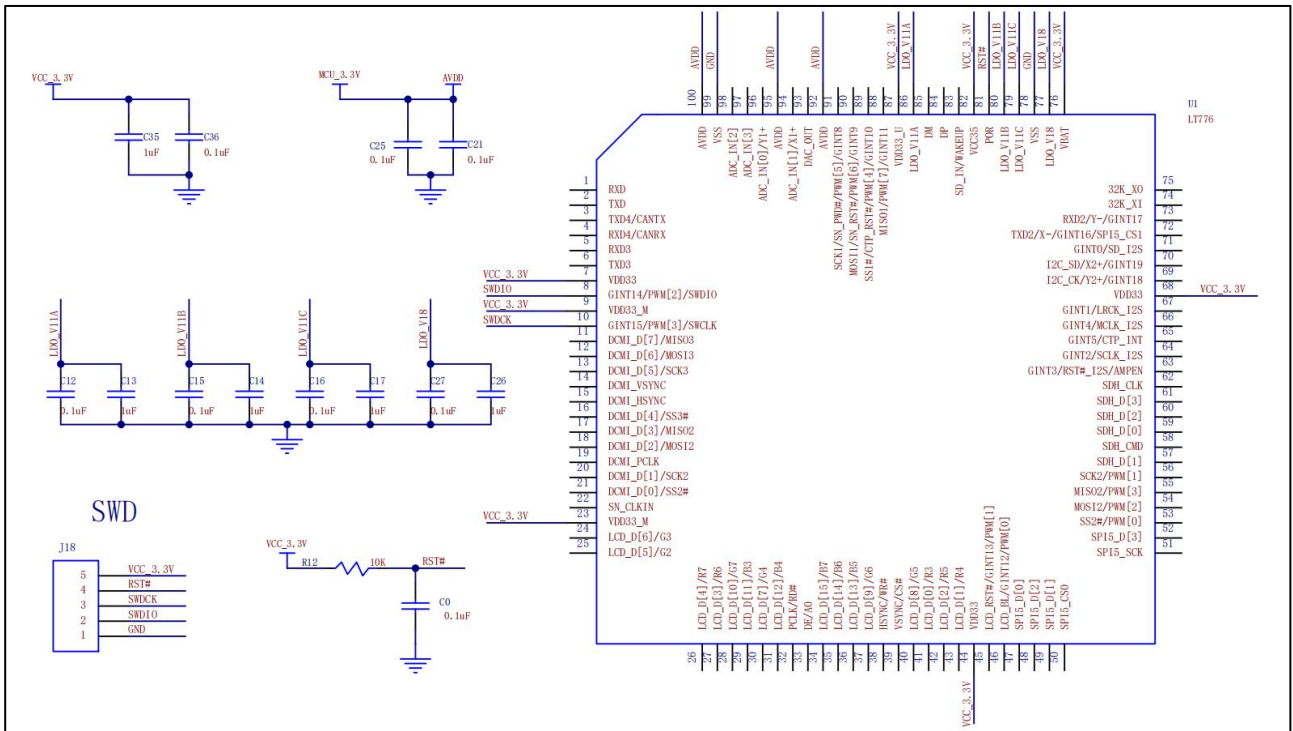 VCC_3.3V
C35
1uF
C36
0.1uF
MCU_3.3V
AVDD
C25
0.1uF
C21
0.1uF
LDO_V11A
LDO_V11B
LDO_V11C
LDO_V18
C12
0.1uF
C13
1uF
C15
0.1uF
C14
1uF
C16
0.1uF
C17
1uF
C27
0.1uF
C26
1uF
SWD
J18
5 VCC_3.3V
4 RST#
3 SWDCK
2 SWDIO
1 GND
VCC_3.3V
R12
10K
RST#
C0
0.1uF
U1
LT776
AVDD
GND
AVDD
AVDD
VCC_3.3V
LDO_V11A
VCC_3.3V
RST#
LDO_V11B
LDO_V11C
GND
LDO_V18
VCC_3.3V
100 AVDD
99 VSS
98 ADC_IN[2]
97 ADC_IN[3]
96 ADC_IN[0]/Y1+
95 AVDD
94 ADC_IN[1]/X1+
93 DAC_OUT
92 AVDD
91 SCK1/SN_PWD#/PWM[5]/GINT8
90 MOSI1/SN_RST#/PWM[6]/GINT9
89 SS1#/CTP_RST#/PWM[4]/GINT10
88 MISO1/PWM[7]/GINT11
87 VDD33_U
86 LDO_V11A
85 DM
84 DP
83 SD_IN/WAKEUP
82 VCC35
81 POR
80 LDO_V11B
79 LDO_V11C
78 VSS
77 LDO_V18
76 VBAT
1 RXD
2 TXD
3 TXD4/CANTX
4 RXD4/CANRX
5 RXD3
6 TXD3
VCC_3.3V 7 VDD33
SWDIO 8 GINT14/PWM[2]/SWDIO
VCC_3.3V 9 VDD33_M
SWDCK 10 GINT15/PWM[3]/SWCLK
11 DCMI_D[7]/MISO3
12 DCMI_D[6]/MOSI3
13 DCMI_D[5]/SCK3
14 DCMI_VSYNC
15 DCMI_HSYNC
16 DCMI_D[4]/SS3#
17 DCMI_D[3]/MISO2
18 DCMI_D[2]/MOSI2
19 DCMI_PCLK
20 DCMI_D[1]/SCK2
21 DCMI_D[0]/SS2#
22 SN_CLKIN
VCC_3.3V 23 VDD33_M
24 LCD_D[6]/G3
25 LCD_D[5]/G2
32K_XO 75
32K_XI 74
RXD2/Y-/GINT17 73
TXD2/X-/GINT16/SPI5_CS1 72
GINT0/SD_I2S 71
I2C_SD/X2+/GINT19 70
I2C_CK/Y2+/GINT18 69
VDD33 68 VCC_3.3V
GINT1/LRCK_I2S 67
GINT4/MCLK_I2S 66
GINT5/CTP_INT 65
GINT2/SCLK_I2S 64
GINT3/RST#_I2S/AMPEN 63
SDH_CLK 62
SDH_D[3] 61
SDH_D[2] 60
SDH_D[0] 59
SDH_CMD 58
SDH_D[1] 57
SCK2/PWM[1] 56
MISO2/PWM[3] 55
MOSI2/PWM[2] 54
SS2#/PWM[0] 53
SPI5_D[3] 52
SPI5_SCK 51
26 LCD_D[4]/R7
27 LCD_D[3]/R6
28 LCD_D[10]/G7
29 LCD_D[11]/B3
30 LCD_D[7]/G4
31 LCD_D[12]/B4
32 PCLK/RD#
33 DE/A0
34 LCD_D[15]/B7
35 LCD_D[14]/B6
36 LCD_D[13]/B5
37 LCD_D[9]/G6
38 HSYNC/WR#
39 VSYNC/CS#
40 LCD_D[8]/G5
41 LCD_D[0]/R3
42 LCD_D[2]/R5
43 LCD_D[1]/R4
44 VDD33
45 LCD_RST#/GINT13/PWM[1]
46 LCD_BL/GINT12/PWM[0]
47 SPI5_D[0]
48 SPI5_D[2]
49 SPI5_D[1]
50 SPI5_CS0
VCC_3.3V